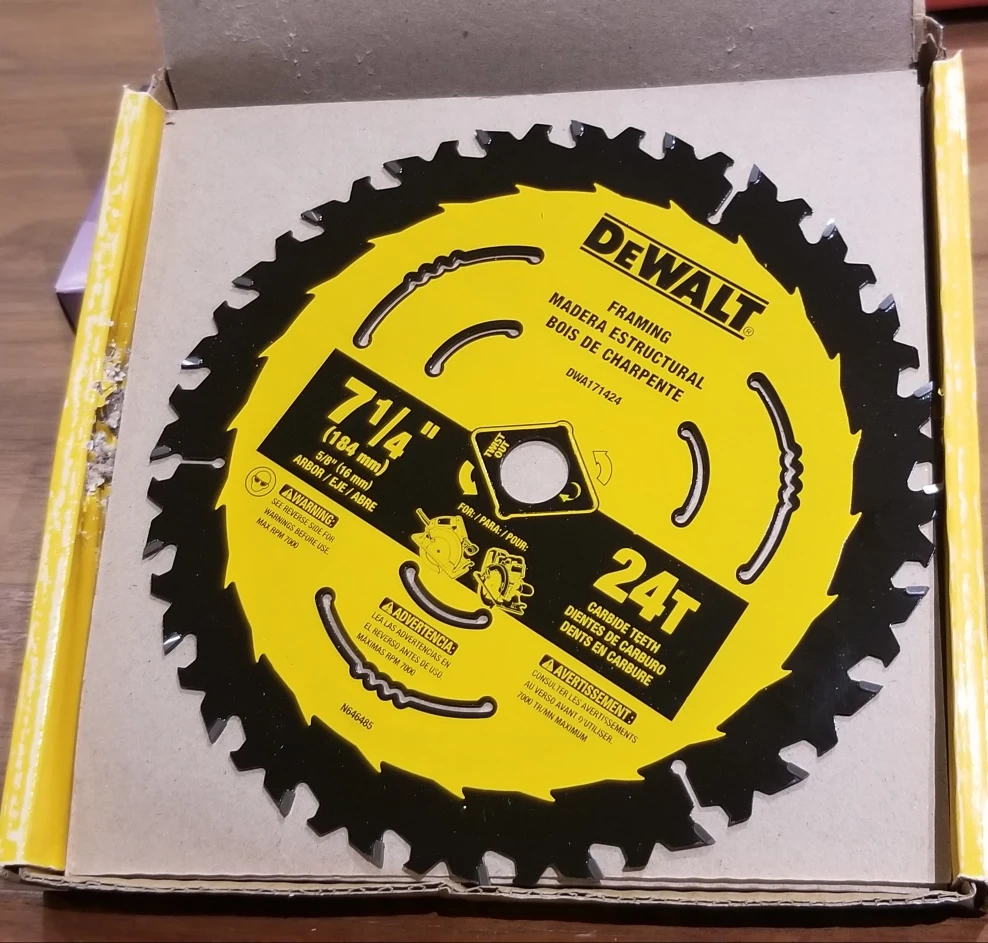 DEWALT®
FRAMING
MADERA ESTRUCTURAL
BOIS DE CHARPENTE
DWA171424
7 1/4"
(184 mm)
5/8" (16 mm)
ARBOR / EJE / ABRE
TWIST
OUT
FOR: / PARA: / POUR:
24T
CARBIDE TEETH
DIENTES DE CARBURO
DENTS EN CARBURE
WARNING:
SEE REVERSE SIDE FOR
WARNINGS BEFORE USE.
MAX RPM 7000
ADVERTENCIA:
LEA LAS ADVERTENCIAS EN
EL REVERSO ANTES DE USO.
MÁXIMAS RPM 7000
AVERTISSEMENT:
CONSULTER LES AVERTISSEMENTS
AU VERSO AVANT D'UTILISER.
7000 TR/MN MAXIMUM
N646485